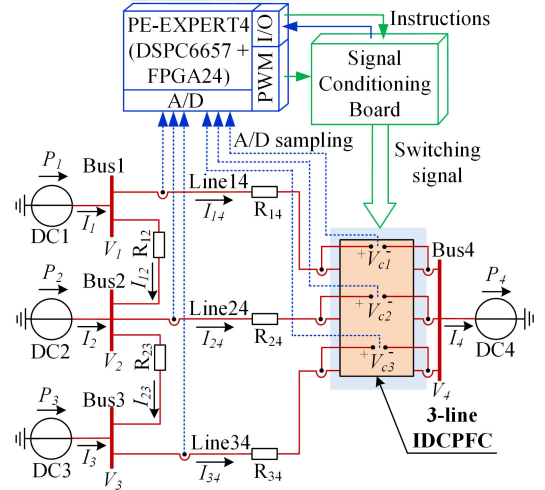 PE-EXPERT4
(DSPC6657 +
FPGA24)
A/D
PWM
I/O
Instructions
Signal
Conditioning
Board
A/D sampling
Switching
signal
P1
Bus1
Line14
I1
I14
R14
DC1
V1
R12
I12
P2
Bus2
Line24
I2
I24
R24
DC2
V2
R23
I23
P3
Bus3
Line34
I3
I34
R34
DC3
V3
+ Vc1 -
+ Vc2 -
+ Vc3 -
Bus4
P4
I4
DC4
V4
3-line
IDCPFC